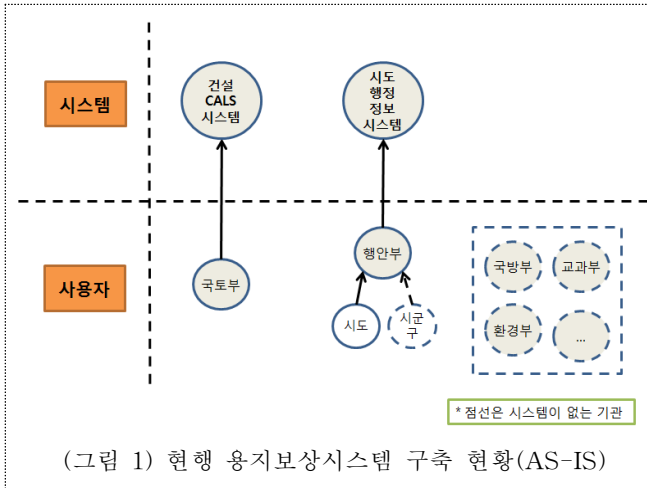 시스템
건설
CALS
시스템
시도
행정
정보
시스템
사용자
국토부
행안부
시도
시군
구
국방부
교과부
환경부
...
* 점선은 시스템이 없는 기관
(그림 1) 현행 용지보상시스템 구축 현황(AS-IS)